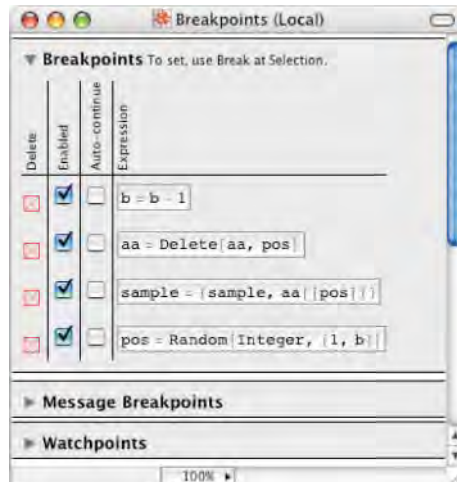 Breakpoints (Local)
Breakpoints To set, use Break at Selection.
Delete
Enabled
Auto-continue
Expression
b = b - 1
aa = Delete[aa, pos]
sample = {sample, aa[[pos]]}
pos = Random[Integer, {1, b}]
Message Breakpoints
Watchpoints
100%